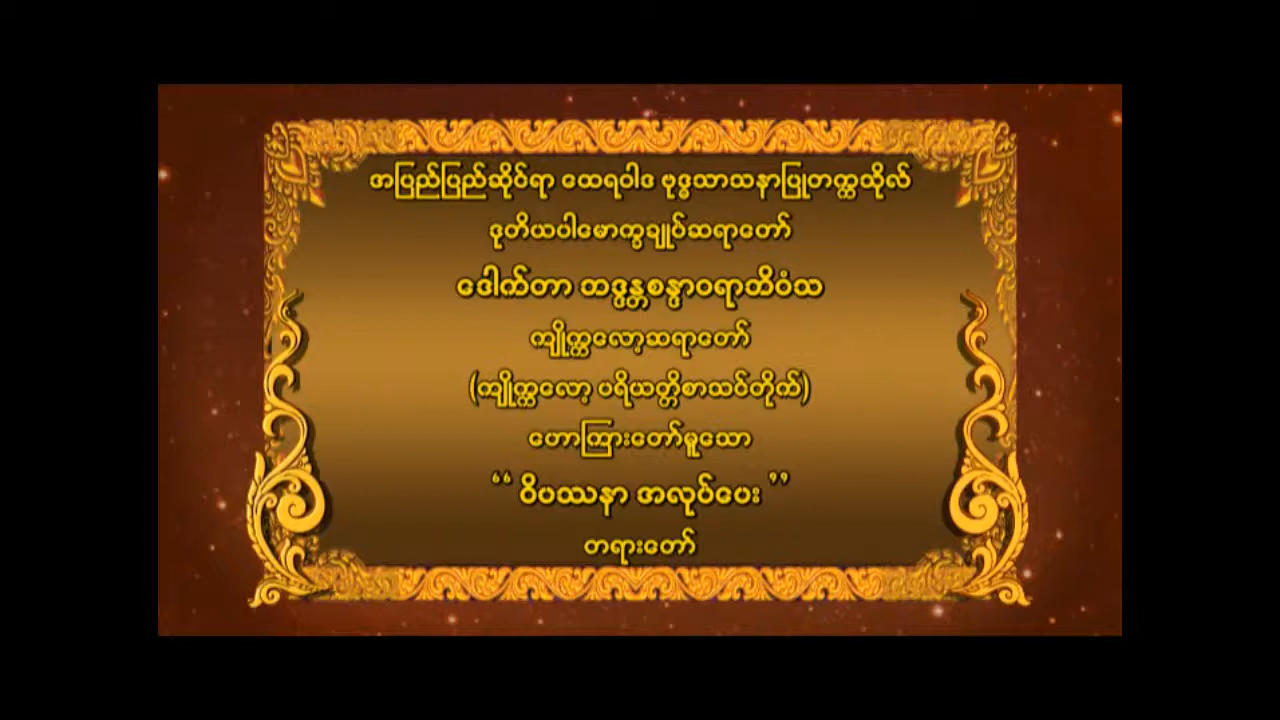 အပြည်ပြည်ဆိုင်ရာ ထေရဝါဒ ဗုဒ္ဓသာသနာပြုတက္ကသိုလ်
ဒုတိယပါမောက္ခချုပ်ဆရာတော်
ဒေါက်တာ ဘဒ္ဒန္တစန္ဒာဝရာဘိဝံသ
ကျိုက္ကလော့ဆရာတော်
(ကျိုက္ကလော့ ပရိယတ္တိစာသင်တိုက်)
ဟောကြားတော်မူသော
“ ဝိပဿနာ အလုပ်ပေး ”
တရားတော်